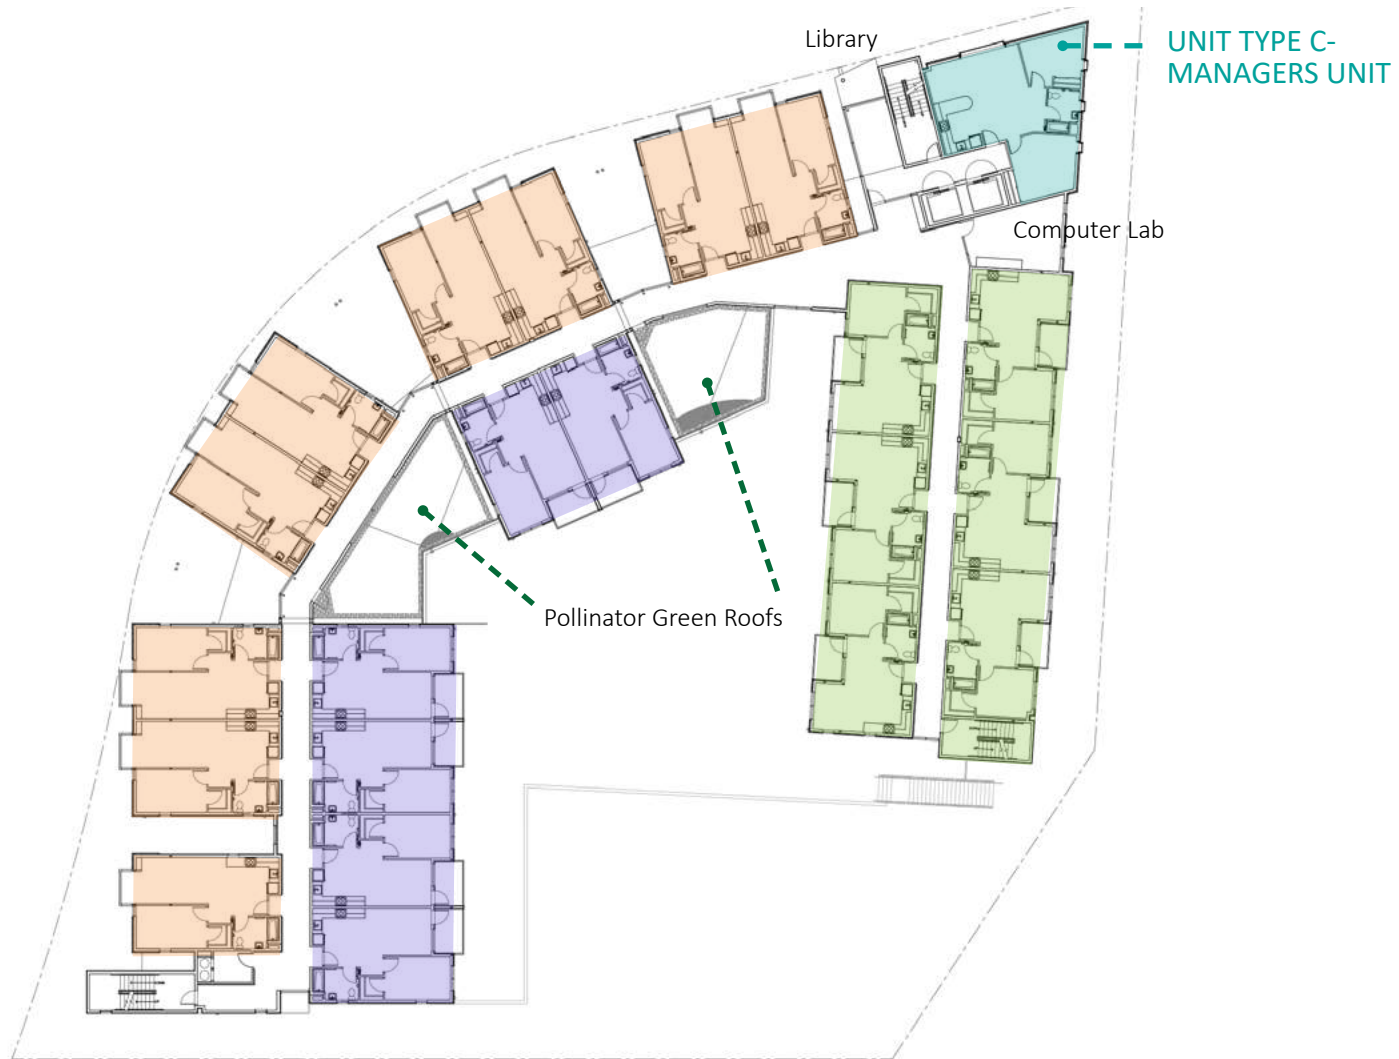 Library
UNIT TYPE C-
MANAGERS UNIT
Computer Lab
Pollinator Green Roofs